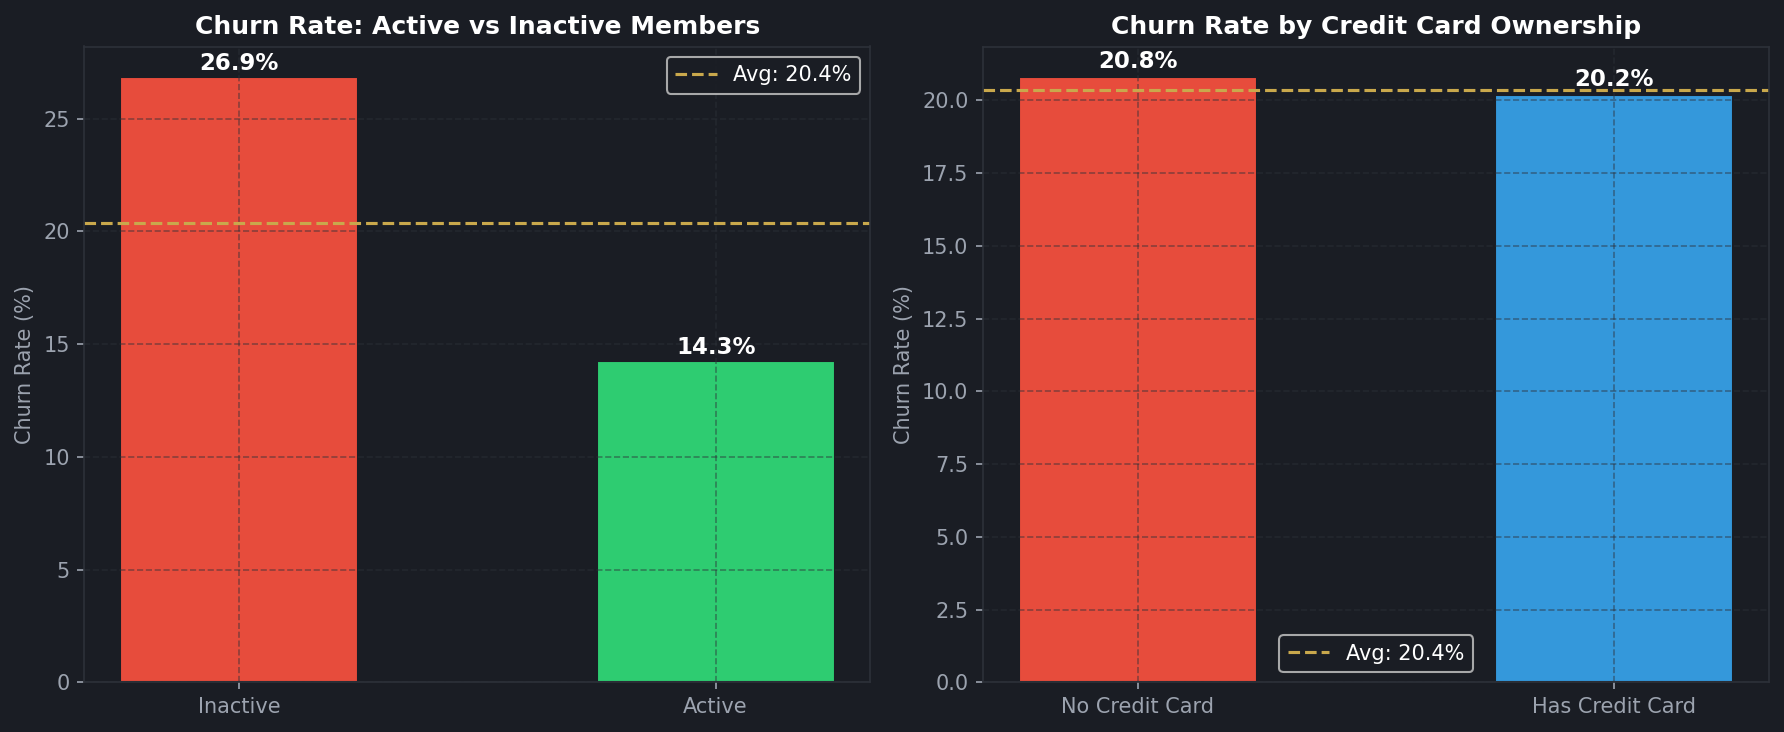 Churn Rate: Active vs Inactive Members
26.9%
Avg: 20.4%
14.3%
25
20
15
10
5
0
Churn Rate (%)
Inactive
Active
Churn Rate by Credit Card Ownership
20.8%
20.2%
20.0
17.5
15.0
12.5
10.0
7.5
5.0
2.5
0.0
Churn Rate (%)
Avg: 20.4%
No Credit Card
Has Credit Card